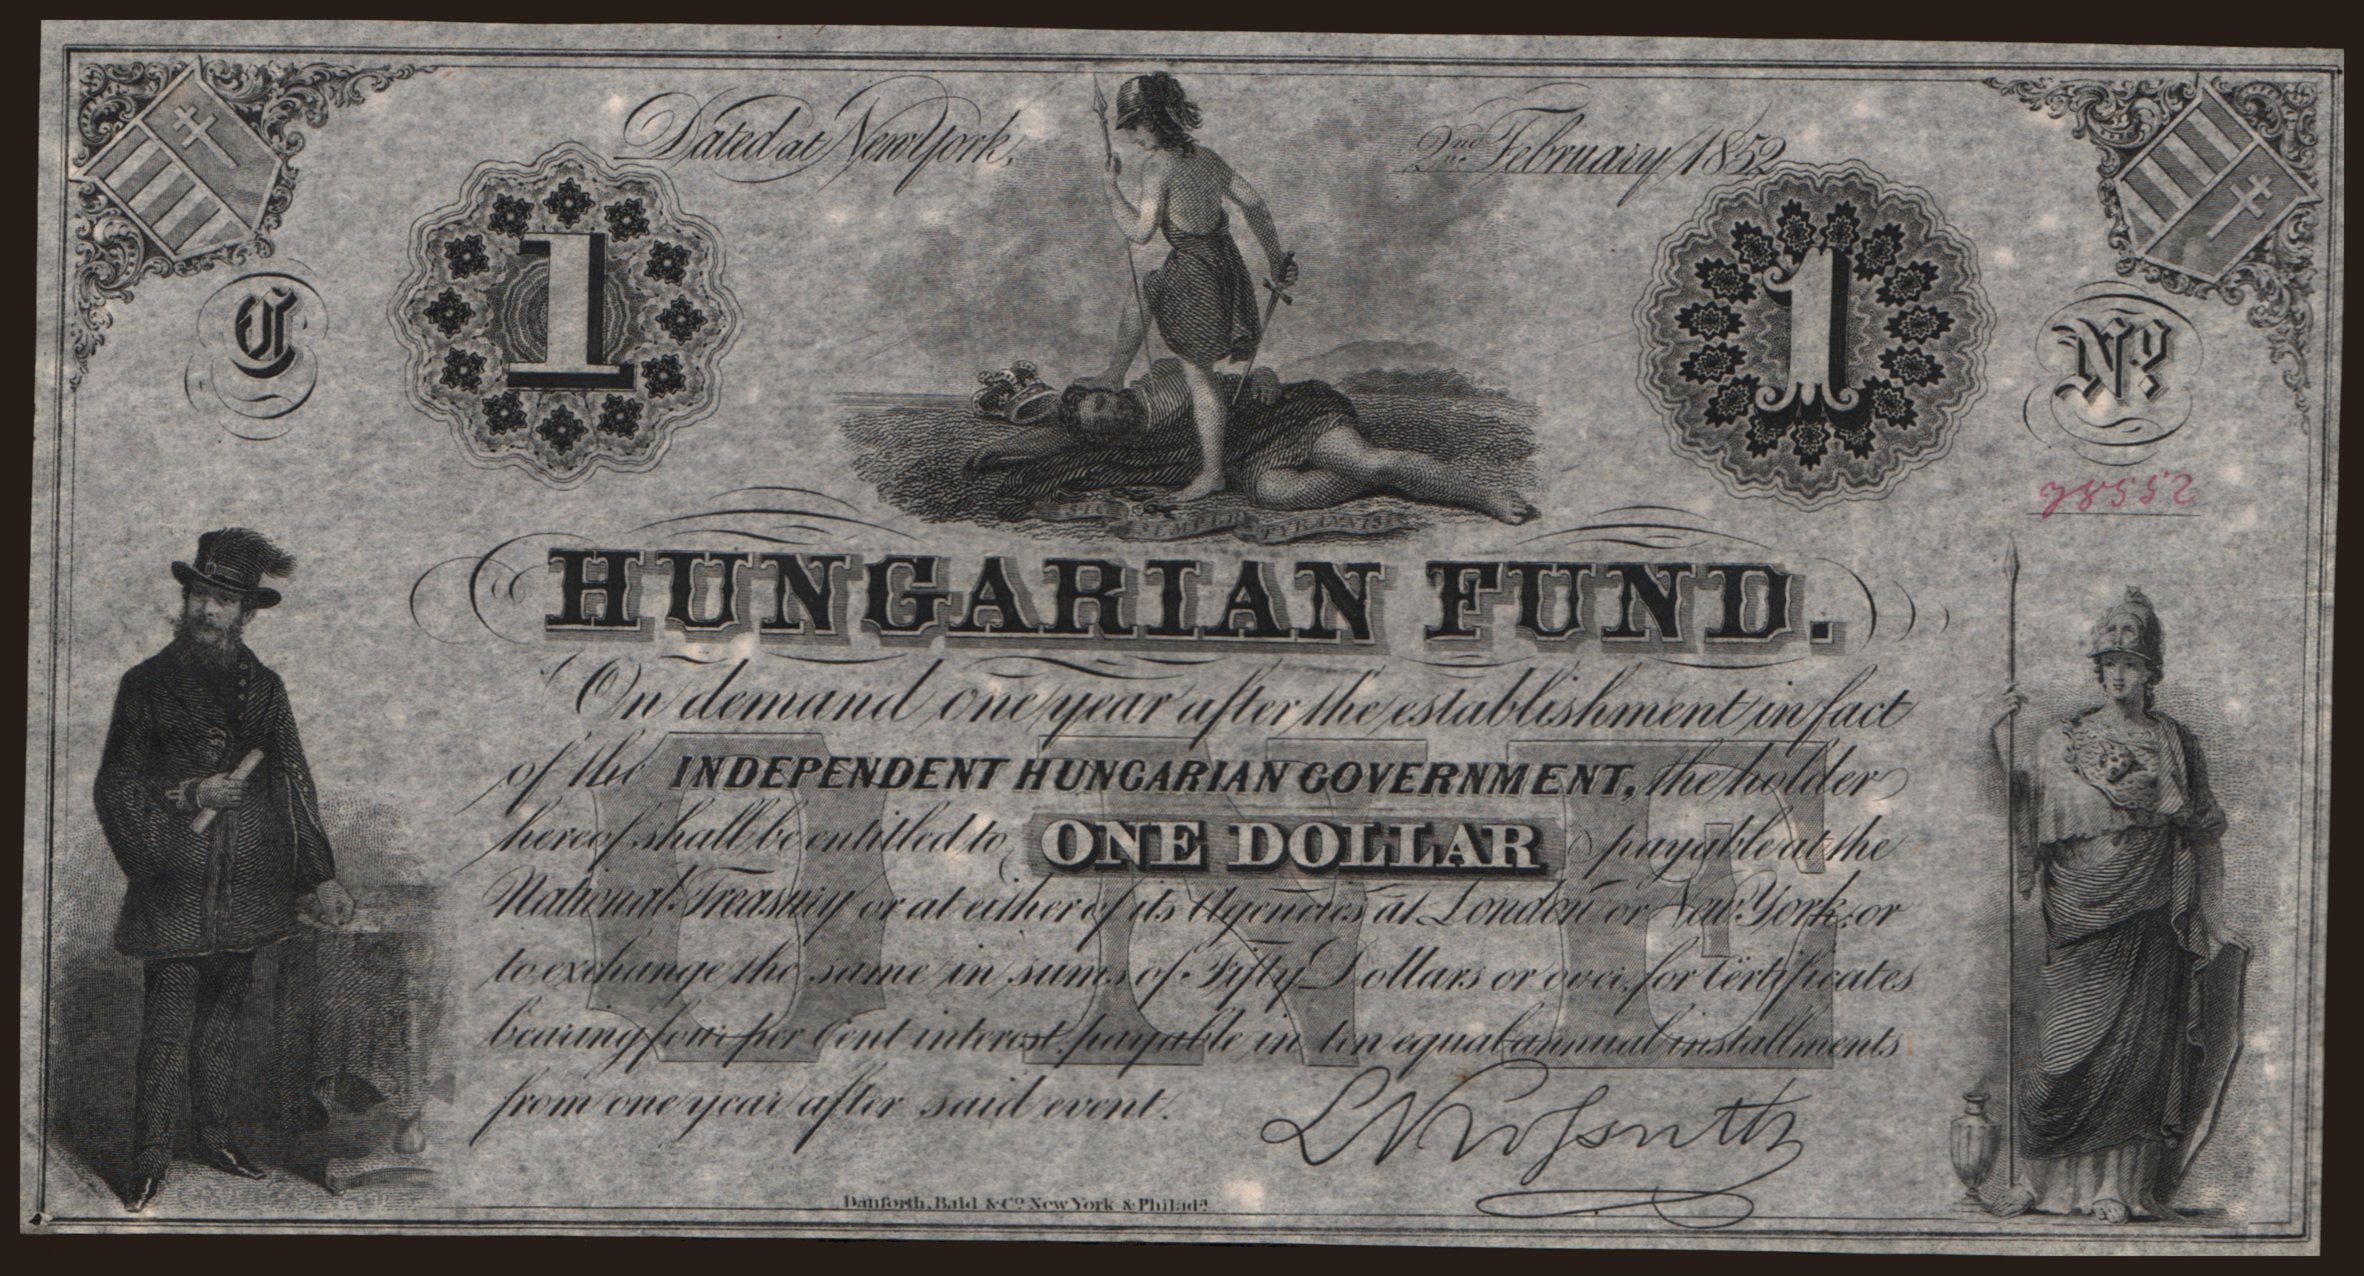 Dated at New York, 2nd February 1852
1
1
C
No.
78552
SIC SEMPER TYRANNIS
HUNGARIAN FUND.
On demand one year after the establishment in fact
of the INDEPENDENT HUNGARIAN GOVERNMENT, the holder
hereof shall be entitled to ONE DOLLAR payable at the
National Treasury or at either of its Agencies at London or New York, or
to exchange the same in sums of Fifty Dollars or over, for Certificates
bearing four per Cent interest payable in ten equal annual installments
from one year after said event.
ONE
L Kossuth
Danforth, Bald & Co. New York & Philada.